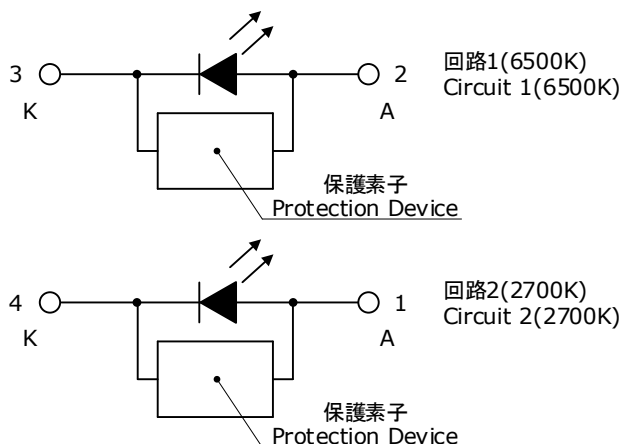 3
2
回路1(6500K)
Circuit 1(6500K)
K
A
保護素子
Protection Device
4
1
回路2(2700K)
Circuit 2(2700K)
K
A
保護素子
Protection Device